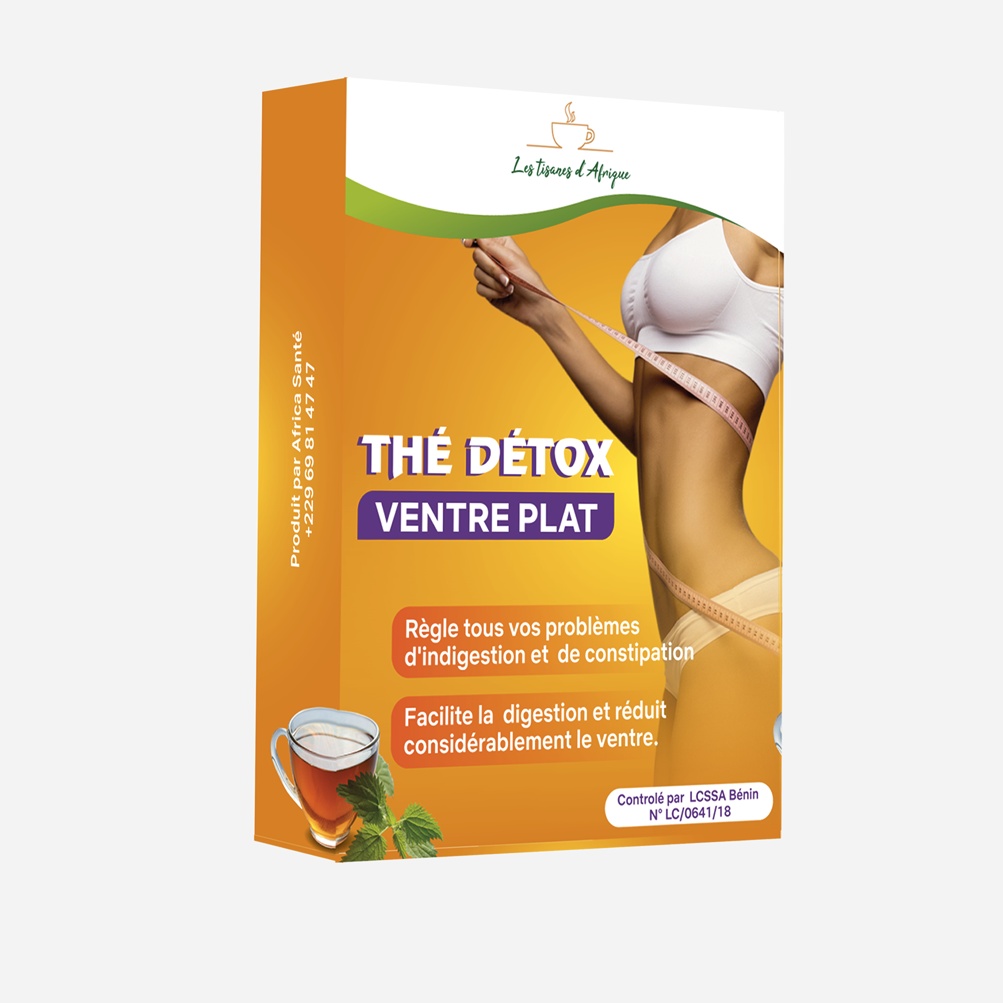 Les tisanes d'Afrique
THÉ DÉTOX
VENTRE PLAT
Règle tous vos problèmes
d'indigestion et de constipation
Facilite la digestion et réduit
considérablement le ventre.
Controlé par LCSSA Bénin
N° LC/0641/18
Produit par Africa Santé
+229 69 81 47 47